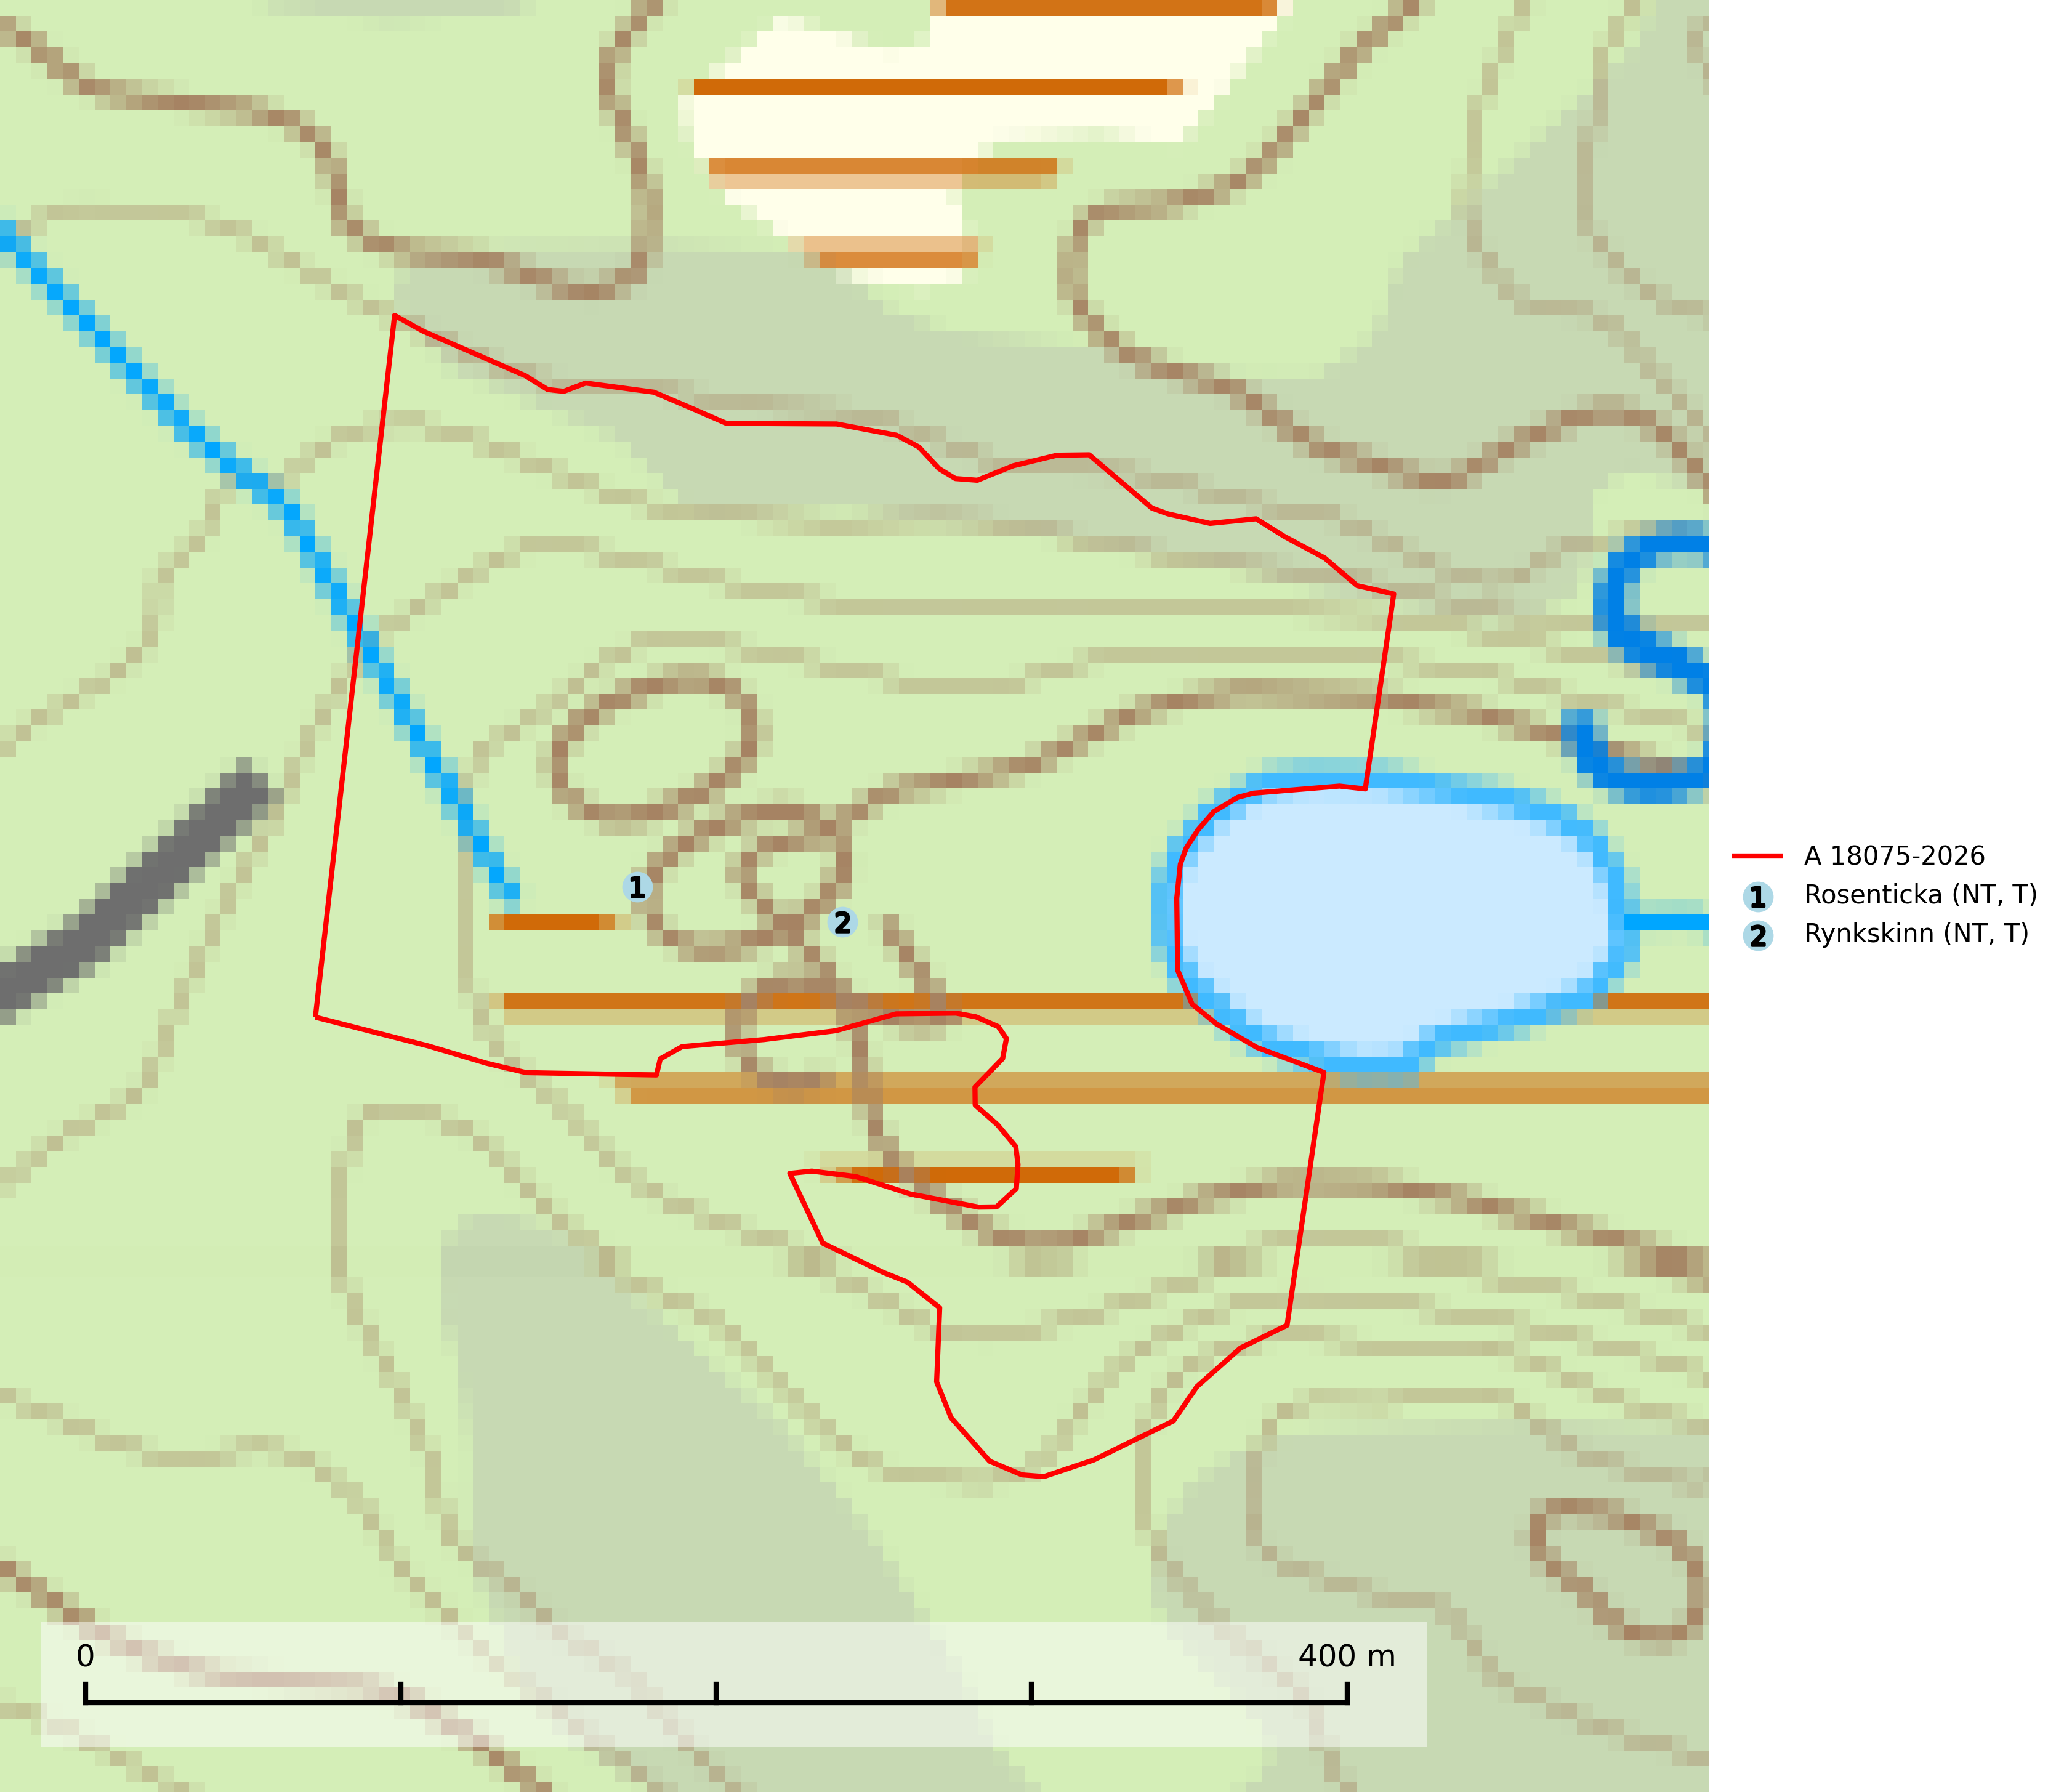 1
2
A 18075-2026
1 Rosenticka (NT, T)
2 Rynkskinn (NT, T)
0 400 m